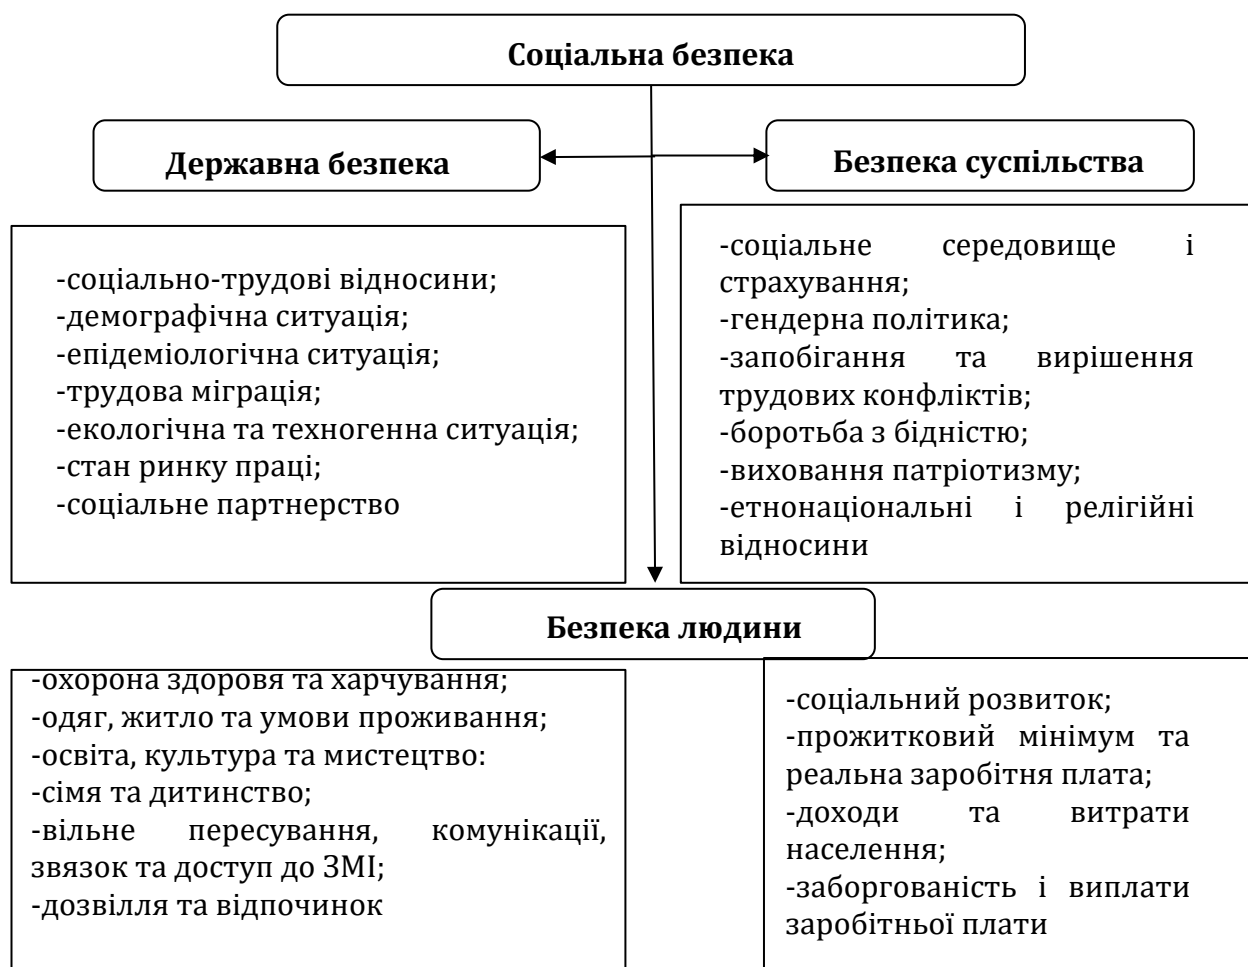 Соціальна безпека
Державна безпека
Безпека суспільства
-соціально-трудові відносини;
-демографічна ситуація;
-епідеміологічна ситуація;
-трудова міграція;
-екологічна та техногенна ситуація;
-стан ринку праці;
-соціальне партнерство
-соціальне середовище і
страхування;
-гендерна політика;
-запобігання та вирішення
трудових конфліктів;
-боротьба з бідністю;
-виховання патріотизму;
-етнонаціональні і релігійні
відносини
Безпека людини
-охорона здоровя та харчування;
-одяг, житло та умови проживання;
-освіта, культура та мистецтво:
-сімя та дитинство;
-вільне пересування, комунікації,
звязок та доступ до ЗМІ;
-дозвілля та відпочинок
-соціальний розвиток;
-прожитковий мінімум та
реальна заробітня плата;
-доходи та витрати
населення;
-заборгованість і виплати
заробітньої плати